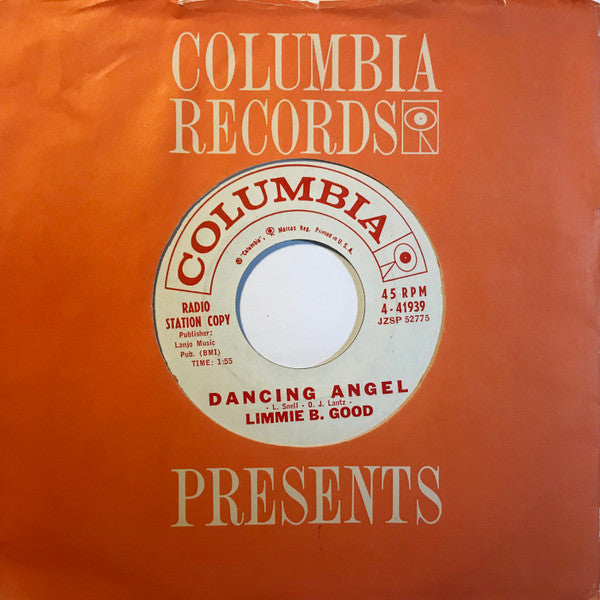 COLUMBIA
RECORDS
COLUMBIA
® "Columbia", Marcas Reg. Printed in U. S. A.
RADIO
STATION COPY
Publisher:
Lanjo Music
Pub. (BMI)
TIME: 1:55
45 RPM
4-41939
JZSP 52775
DANCING ANGEL
- L. Snell - O. J. Lantz -
LIMMIE B. GOOD
PRESENTS